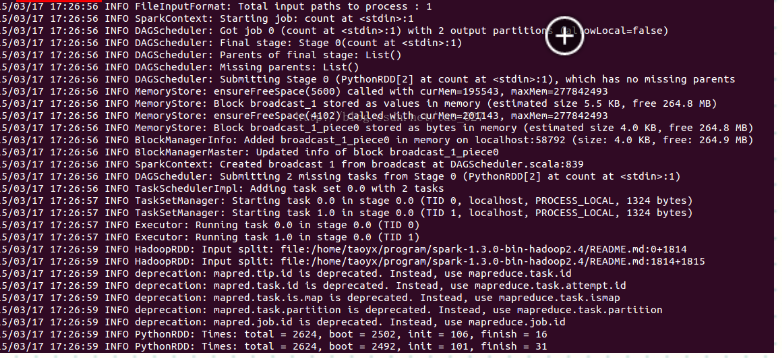 5/03/17 17:26:56 INFO FileInputFormat: Total input paths to process : 1
5/03/17 17:26:56 INFO SparkContext: Starting job: count at <stdin>:1
5/03/17 17:26:56 INFO DAGScheduler: Got job 0 (count at <stdin>:1) with 2 output partitions allowLocal=false)
5/03/17 17:26:56 INFO DAGScheduler: Final stage: Stage 0(count at <stdin>:1)
5/03/17 17:26:56 INFO DAGScheduler: Parents of final stage: List()
5/03/17 17:26:56 INFO DAGScheduler: Missing parents: List()
5/03/17 17:26:56 INFO DAGScheduler: Submitting Stage 0 (PythonRDD[2] at count at <stdin>:1), which has no missing parents
5/03/17 17:26:56 INFO MemoryStore: ensureFreeSpace(5600) called with curMem=195543, maxMem=277842493
5/03/17 17:26:56 INFO MemoryStore: Block broadcast_1 stored as values in memory (estimated size 5.5 KB, free 264.8 MB)
5/03/17 17:26:56 INFO MemoryStore: ensureFreeSpace(4102) called with curMem=201143, maxMem=277842493
5/03/17 17:26:56 INFO MemoryStore: Block broadcast_1_piece0 stored as bytes in memory (estimated size 4.0 KB, free 264.8 MB)
5/03/17 17:26:56 INFO BlockManagerInfo: Added broadcast_1_piece0 in memory on localhost:58792 (size: 4.0 KB, free: 264.9 MB)
5/03/17 17:26:56 INFO BlockManagerMaster: Updated info of block broadcast_1_piece0
5/03/17 17:26:56 INFO SparkContext: Created broadcast 1 from broadcast at DAGScheduler.scala:839
5/03/17 17:26:56 INFO DAGScheduler: Submitting 2 missing tasks from Stage 0 (PythonRDD[2] at count at <stdin>:1)
5/03/17 17:26:56 INFO TaskSchedulerImpl: Adding task set 0.0 with 2 tasks
5/03/17 17:26:57 INFO TaskSetManager: Starting task 0.0 in stage 0.0 (TID 0, localhost, PROCESS_LOCAL, 1324 bytes)
5/03/17 17:26:57 INFO TaskSetManager: Starting task 1.0 in stage 0.0 (TID 1, localhost, PROCESS_LOCAL, 1324 bytes)
5/03/17 17:26:57 INFO Executor: Running task 0.0 in stage 0.0 (TID 0)
5/03/17 17:26:57 INFO Executor: Running task 1.0 in stage 0.0 (TID 1)
5/03/17 17:26:59 INFO HadoopRDD: Input split: file:/home/taoyx/program/spark-1.3.0-bin-hadoop2.4/README.md:0+1814
5/03/17 17:26:59 INFO HadoopRDD: Input split: file:/home/taoyx/program/spark-1.3.0-bin-hadoop2.4/README.md:1814+1815
5/03/17 17:26:59 INFO deprecation: mapred.tip.id is deprecated. Instead, use mapreduce.task.id
5/03/17 17:26:59 INFO deprecation: mapred.task.id is deprecated. Instead, use mapreduce.task.attempt.id
5/03/17 17:26:59 INFO deprecation: mapred.task.is.map is deprecated. Instead, use mapreduce.task.ismap
5/03/17 17:26:59 INFO deprecation: mapred.task.partition is deprecated. Instead, use mapreduce.task.partition
5/03/17 17:26:59 INFO deprecation: mapred.job.id is deprecated. Instead, use mapreduce.job.id
5/03/17 17:26:59 INFO PythonRDD: Times: total = 2624, boot = 2502, init = 106, finish = 16
5/03/17 17:26:59 INFO PythonRDD: Times: total = 2624, boot = 2492, init = 101, finish = 31